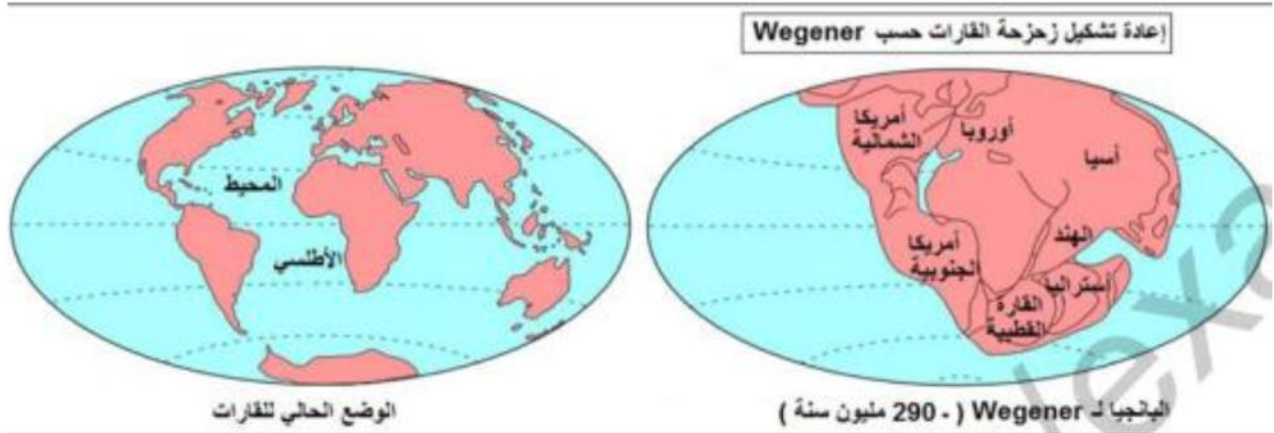 إعادة تشكيل زحزحة القارات حسب Wegener
أمريكا
الشمالية
أوروبا
أسيا
الهند
أمريكا
الجنوبية
أستراليا
القارة
القطبية
البانجيا لـ Wegener ( - 290 مليون سنة )
المحيط
الأطلسي
الوضع الحالي للقارات